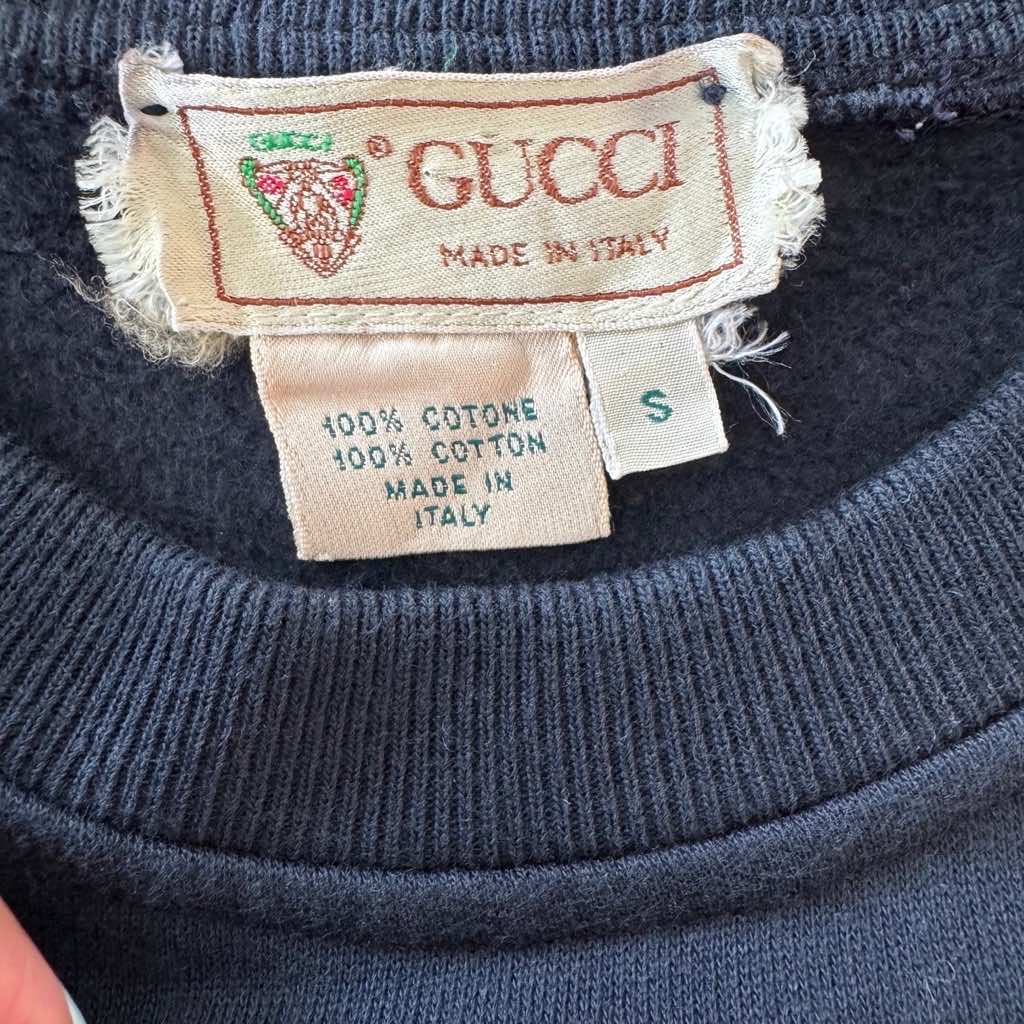 GUCCI
® GUCCI
MADE IN ITALY
100% COTONE
100% COTTON
MADE IN
ITALY
S